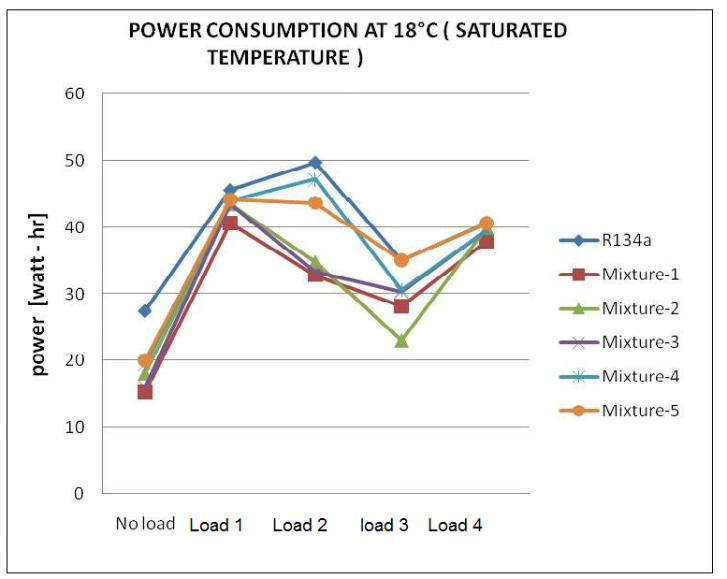 POWER CONSUMPTION AT 18°C ( SATURATED
TEMPERATURE )
60
50
40
30
20
10
0
power [watt - hr]
No load Load 1 Load 2 load 3 Load 4
R134a
Mixture-1
Mixture-2
Mixture-3
Mixture-4
Mixture-5